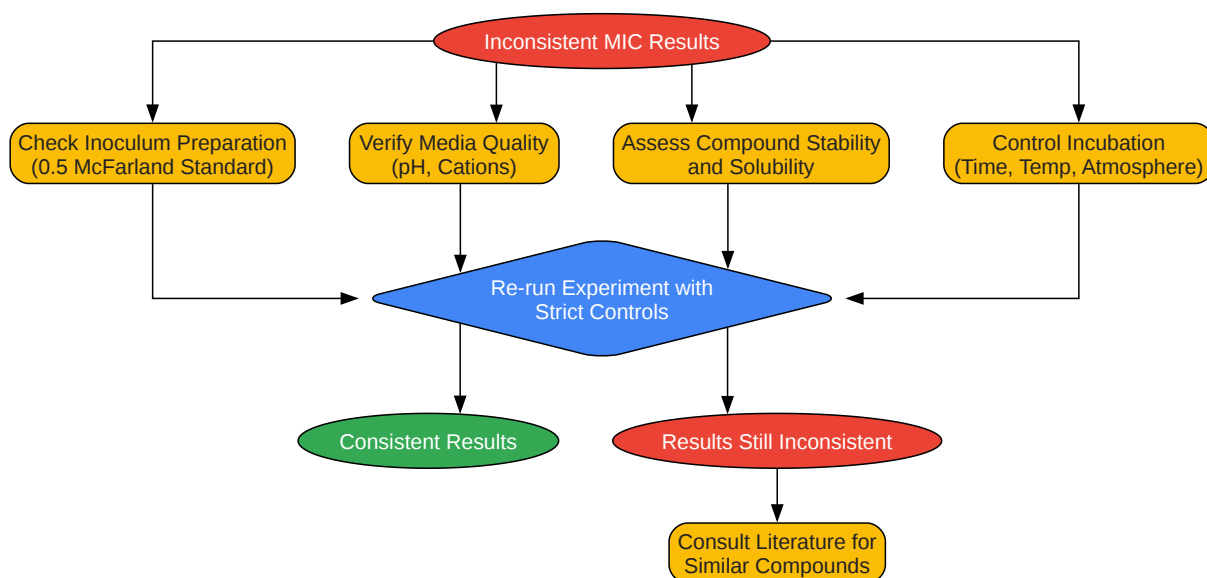 Inconsistent MIC Results
Check Inoculum Preparation
(0.5 McFarland Standard)
Verify Media Quality
(pH, Cations)
Assess Compound Stability
and Solubility
Control Incubation
(Time, Temp, Atmosphere)
Re-run Experiment with
Strict Controls
Consistent Results
Results Still Inconsistent
Consult Literature for
Similar Compounds